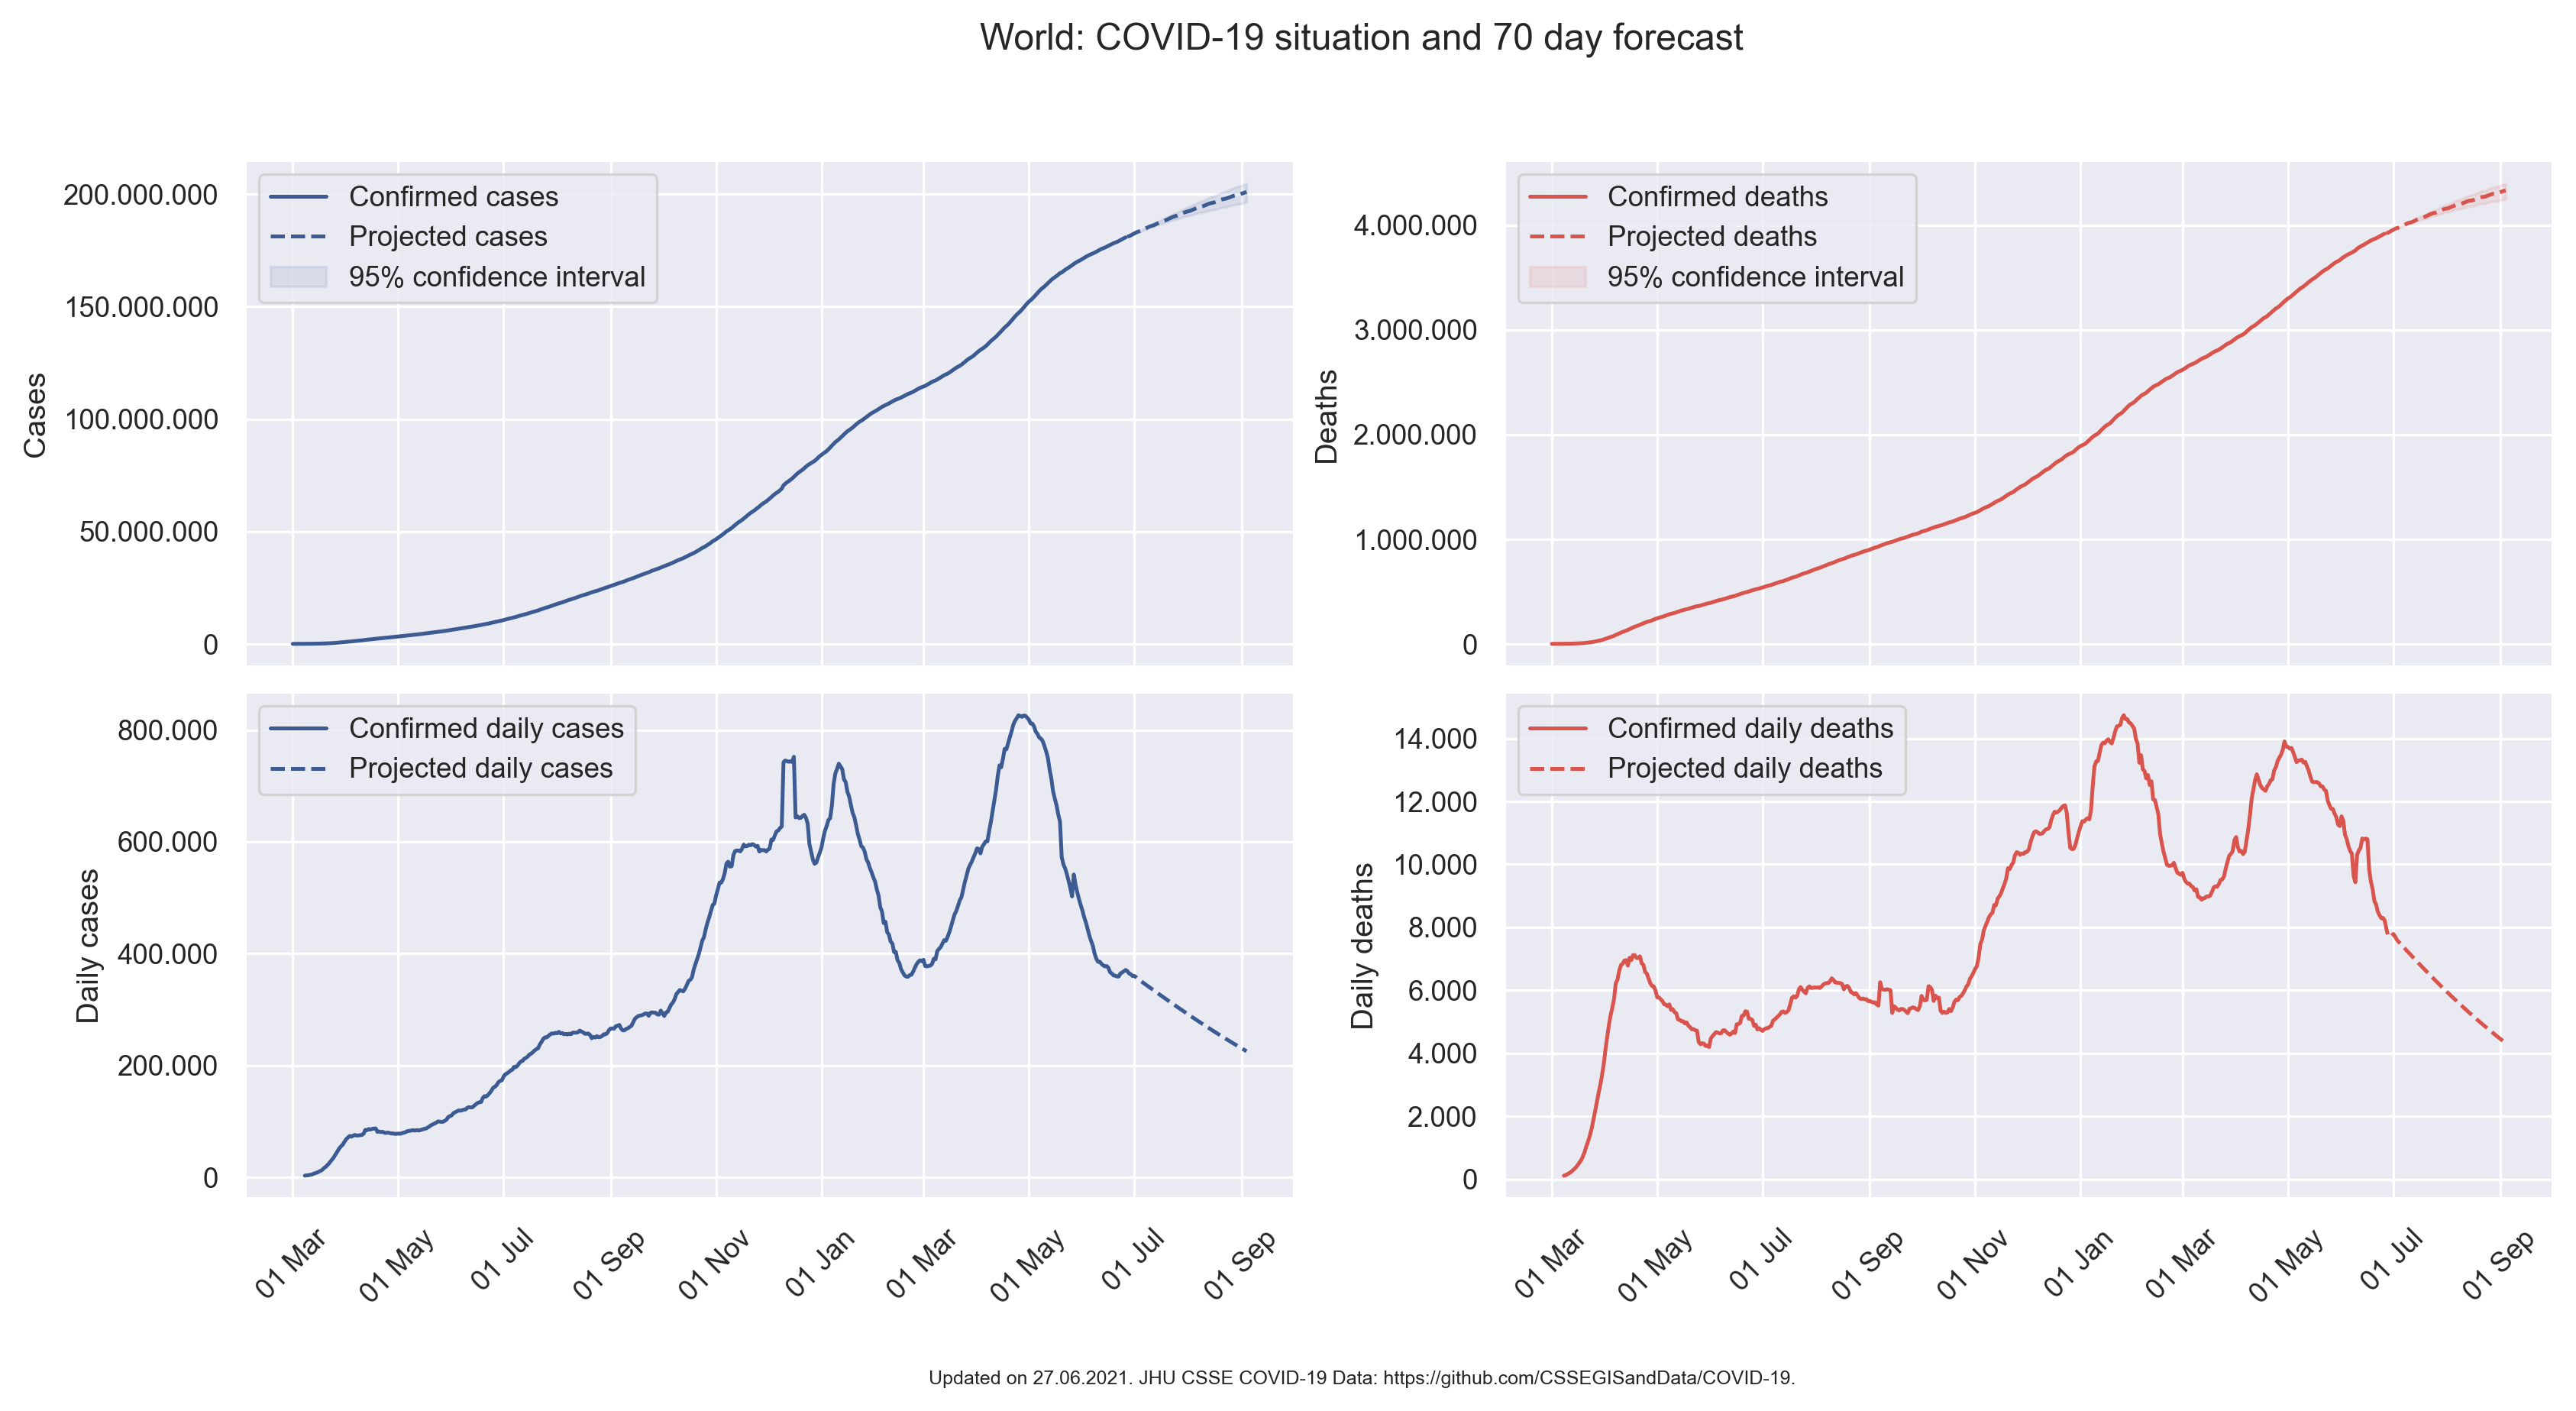 World: COVID-19 situation and 70 day forecast
Cases
200.000.000
150.000.000
100.000.000
50.000.000
0
Confirmed cases
Projected cases
95% confidence interval
Deaths
4.000.000
3.000.000
2.000.000
1.000.000
0
Confirmed deaths
Projected deaths
95% confidence interval
Daily cases
800.000
600.000
400.000
200.000
0
Confirmed daily cases
Projected daily cases
01 Mar
01 May
01 Jul
01 Sep
01 Nov
01 Jan
01 Mar
01 May
01 Jul
01 Sep
Daily deaths
14.000
12.000
10.000
8.000
6.000
4.000
2.000
0
Confirmed daily deaths
Projected daily deaths
01 Mar
01 May
01 Jul
01 Sep
01 Nov
01 Jan
01 Mar
01 May
01 Jul
01 Sep
Updated on 27.06.2021. JHU CSSE COVID-19 Data: https://github.com/CSSEGISandData/COVID-19.